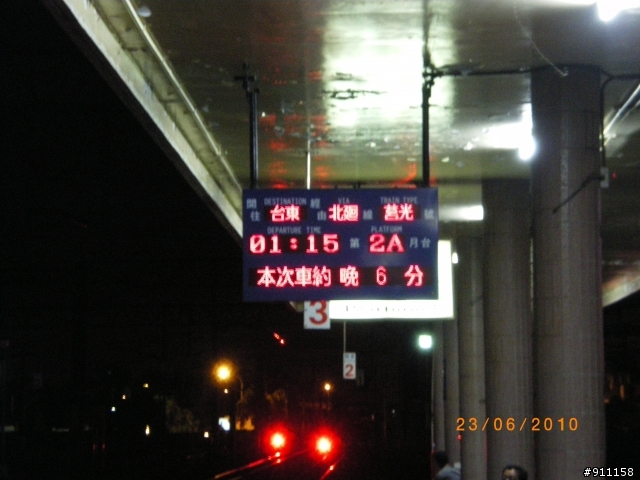 開 DESTINATION 經 VIA TRAIN TYPE
往 台東 由 北迴 線 莒光 號
DEPARTURE TIME PLATFORM
01:15 第 2A 月台
本次車約 晚 6 分
3
2
23/06/2010
#911158